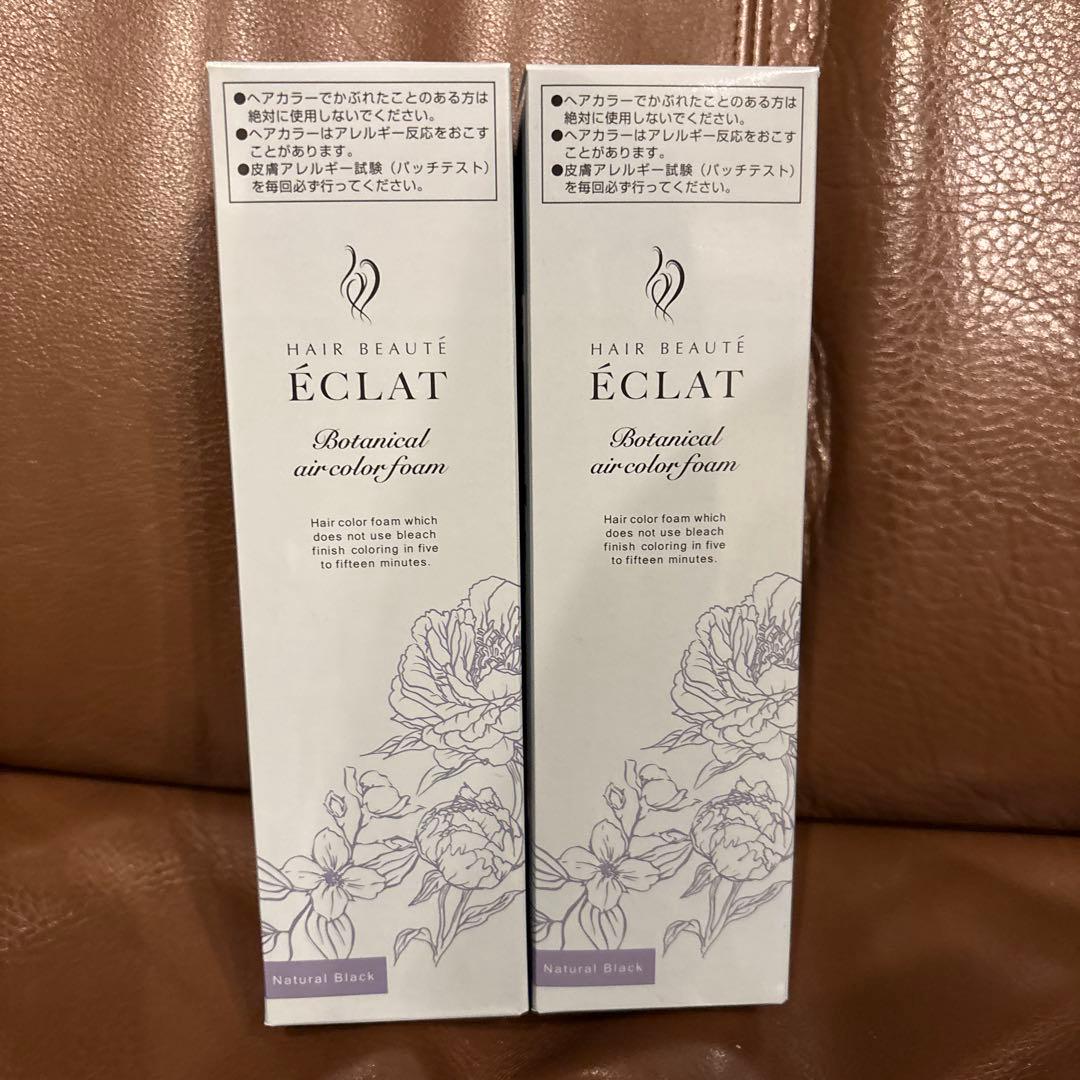 ●ヘアカラーでかぶれたことのある方は
絶対に使用しないでください。
●ヘアカラーはアレルギー反応をおこす
ことがあります。
●皮膚アレルギー試験（パッチテスト）
を毎回必ず行ってください。
HAIR BEAUTÉ
ÉCLAT
Botanical
air color foam
Hair color foam which
does not use bleach
finish coloring in five
to fifteen minutes.
Natural Black
●ヘアカラーでかぶれたことのある方は
絶対に使用しないでください。
●ヘアカラーはアレルギー反応をおこす
ことがあります。
●皮膚アレルギー試験（パッチテスト）
を毎回必ず行ってください。
HAIR BEAUTÉ
ÉCLAT
Botanical
air color foam
Hair color foam which
does not use bleach
finish coloring in five
to fifteen minutes.
Natural Black